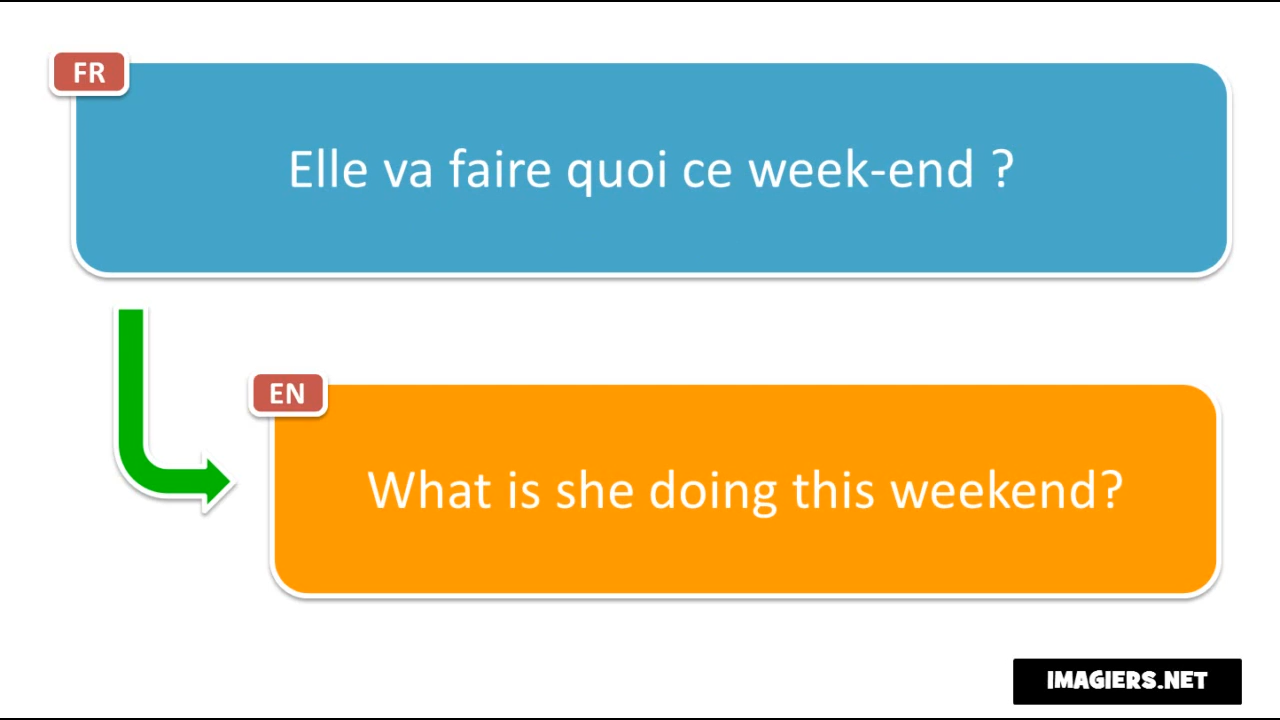 FR
Elle va faire quoi ce week-end ?
EN
What is she doing this weekend?
IMAGIERS.NET